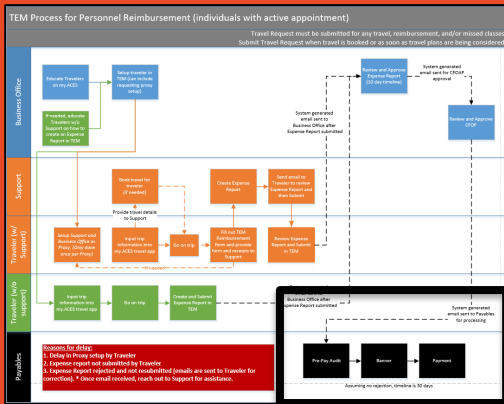 TEM Process for Personnel Reimbursement (individuals with active appointment)
Travel Request must be submitted for any travel, reimbursement, and/or missed classes
Submit Travel Request when travel is booked or as soon as travel plans are being considered
Business Office
Educate Travelers
on my ACES
Setup traveler in
TEM (can include
requesting proxy
setup)
If needed, educate
Travelers w/o
Support on how to
create an Expense
Report in TEM
System generated
email sent to
Business Office after
Expense Report submitted
Review and Approve
Expense Report
(10 day timeline)
System generated
email sent for CFOAP
approval
Review and Approve
CFOP
Support
Book travel for
traveler
(if needed)
Provide travel details
to Support
Create Expense
Report
Send email to
Traveler to review
Expense Report and
then Submit
Traveler (w/
Support)
Setup Support and
Business Office as
Proxy. (Only done
once per Proxy)
Input trip
information into
my ACES travel app
Go on trip
Fill out TEM
Reimbursement
form and provide
form and receipts to
Support
Review Expense
Report and Submit
in TEM
If needed
Traveler (w/o
support)
Input trip
information into
my ACES travel app
Go on trip
Create and Submit
Expense Report in
TEM
Business Office after
Expense Report submitted
System generated
email sent to Payables
for processing
Payables
Reasons for delay:
1. Delay in Proxy setup by Traveler
2. Expense report not submitted by Traveler
3. Expense Report rejected and not resubmitted (emails are sent to Traveler for
correction). * Once email received, reach out to Support for assistance.
Pre-Pay Audit
Banner
Payment
Assuming no rejection, timeline is 30 days